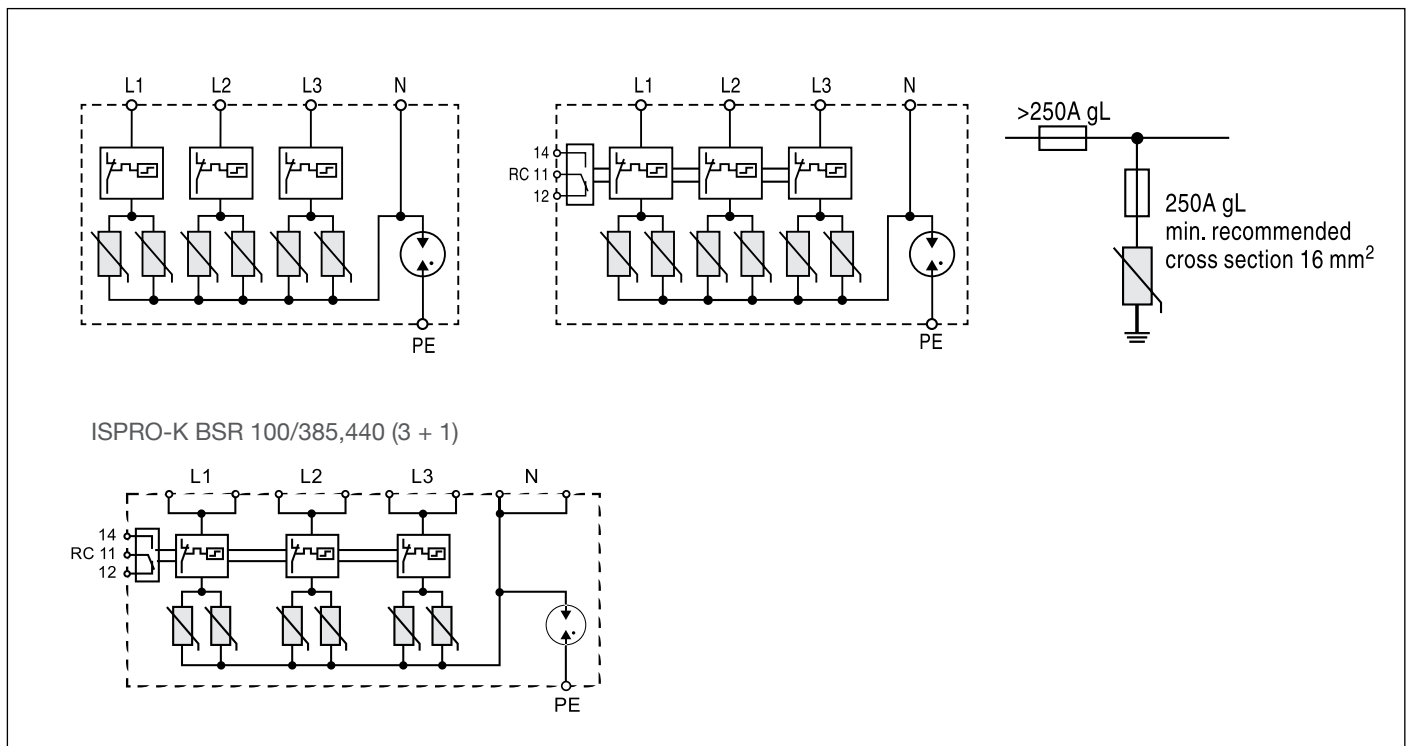 L1 L2 L3 N
PE
L1 L2 L3 N
14
RC 11
12
PE
>250A gL
250A gL
min. recommended
cross section 16 mm²
ISPRO-K BSR 100/385,440 (3 + 1)
L1 L2 L3 N
14
RC 11
12
PE